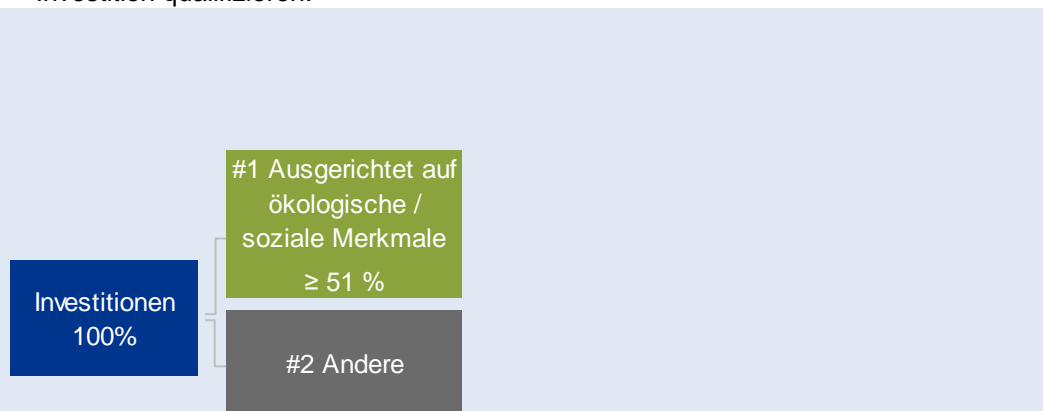 Investition qualifizieren.
#1 Ausgerichtet auf
ökologische /
soziale Merkmale
≥ 51 %
Investitionen
100%
#2 Andere